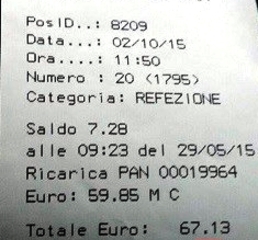 PosID..: 8209
Data...: 02/10/15
Ora....: 11:50
Numero : 20 (1795)
Categoria: REFEZIONE
Saldo 7.28
alle 09:23 del 29/05/15
Ricarica PAN 00019964
Euro: 59.85 M C
Totale Euro: 67.13